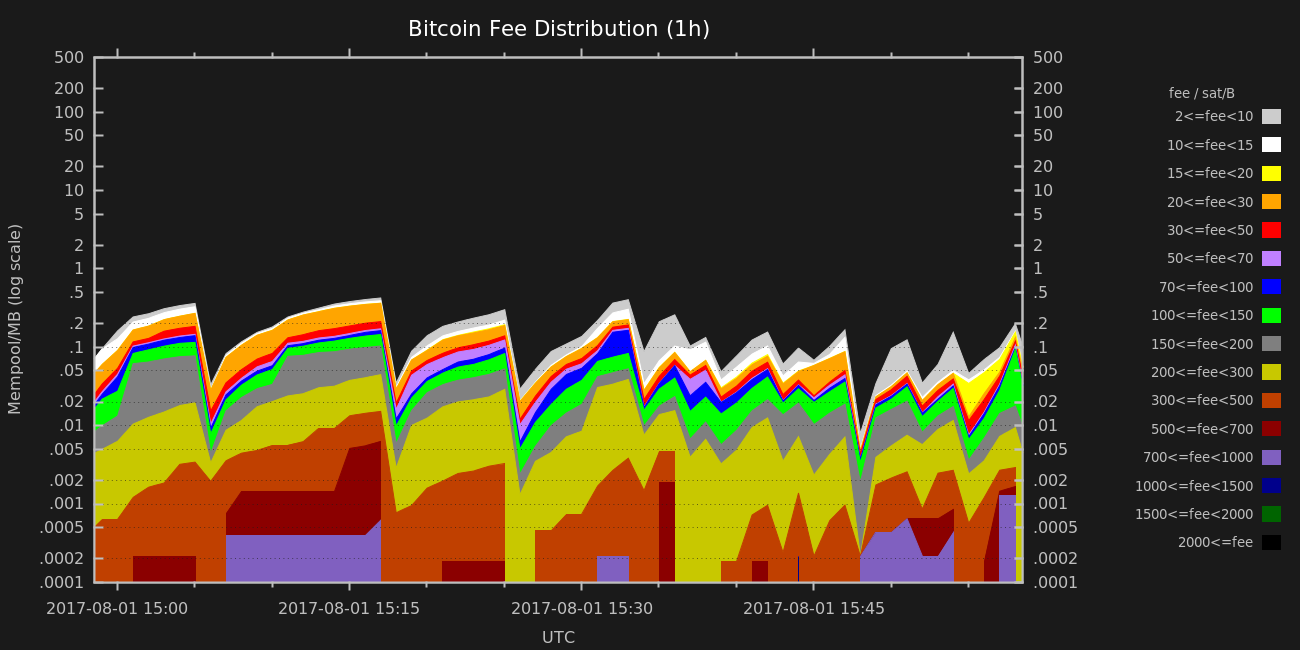 Bitcoin Fee Distribution (1h)
Mempool/MB (log scale)
500
200
100
50
20
10
5
2
1
.5
.2
.1
.05
.02
.01
.005
.002
.001
.0005
.0002
.0001
500
200
100
50
20
10
5
2
1
.5
.2
.1
.05
.02
.01
.005
.002
.001
.0005
.0002
.0001
2017-08-01 15:00
2017-08-01 15:15
2017-08-01 15:30
2017-08-01 15:45
UTC
fee / sat/B
2<=fee<10
10<=fee<15
15<=fee<20
20<=fee<30
30<=fee<50
50<=fee<70
70<=fee<100
100<=fee<150
150<=fee<200
200<=fee<300
300<=fee<500
500<=fee<700
700<=fee<1000
1000<=fee<1500
1500<=fee<2000
2000<=fee